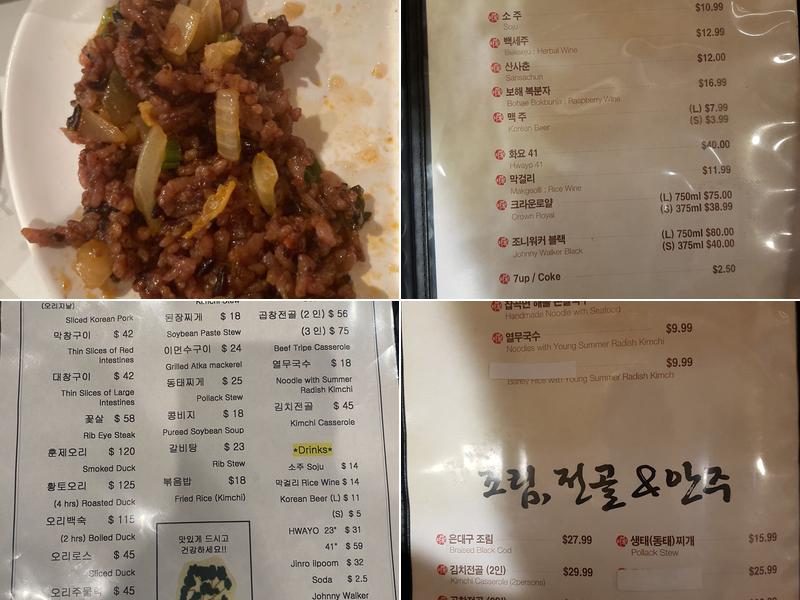 소 주 $10.99
Soju
백세주 $12.99
Bekseju : Herbal Wine
산사춘 $12.00
Sansachun
보해 복분자 $16.99
Bohae Bokbunja : Raspberry Wine
맥 주 (L) $7.99
(S) $3.99
Korean Beer
화요 41 $40.00
Hwayo 41
막걸리 $11.99
Makgeolli : Rice Wine
크라운로얄 (L) 750ml $75.00
(S) 375ml $38.99
Crown Royal
조니워커 블랙 (L) 750ml $80.00
(S) 375ml $40.00
Johnny Walker Black
7up / Coke $2.50
(오리지날)
Sliced Korean Pork
막창구이 $ 42
Thin Slices of Red
Intestines
대창구이 $ 42
Thin Slices of Large
Intestines
꽃살 $ 58
Rib Eye Steak
훈제오리 $ 120
Smoked Duck
황토오리 $ 125
(4 hrs) Roasted Duck
오리백숙 $ 115
(2 hrs) Boiled Duck
오리로스 $ 45
Sliced Duck
오리주물럭 $ 45
Kimchi Stew
된장찌게 $ 18
Soybean Paste Stew
이면수구이 $ 24
Grilled Atka mackerel
동태찌게 $ 25
Pollack Stew
콩비지 $ 18
Pureed Soybean Soup
갈비탕 $ 23
Rib Stew
볶음밥 $18
Fried Rice (Kimchi)
맛있게 드시고
건강하세요!!
곱창전골 (2 인) $ 56
(3 인) $ 75
Beef Tripe Casserole
열무국수 $ 18
Noodle with Summer
Radish Kimchi
김치전골 $ 45
Kimchi Casserole
*Drinks*
소주 Soju $ 14
막걸리 Rice Wine $ 14
Korean Beer (L) $ 11
(S) $ 5
HWAYO 23" $ 31
41" $ 59
Jinro ilpoom $ 32
Soda $ 2.5
Johnny Walker
Handmade Noodle with Seafood
열무국수 $9.99
Noodles with Young Summer Radish Kimchi
$9.99
Barley Rice with Young Summer Radish Kimch
조림, 전골 & 안주
은대구 조림 $27.99
Braised Black Cod
김치전골 (2인) $29.99
Kimchi Casserole (2persons)
생태(동태)찌개 $15.99
Pollack Stew
$25.99